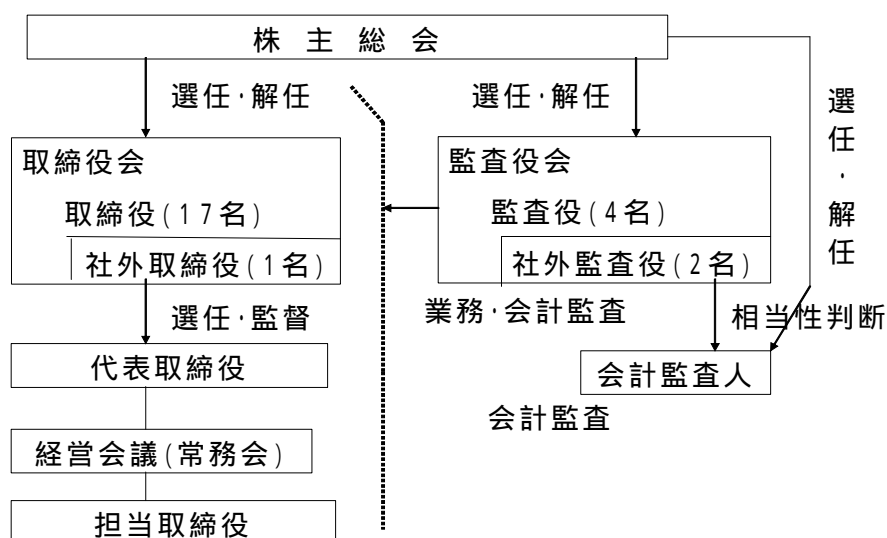 株主総会
選任・解任
選任・解任
選任・解任
取締役会
取締役(17名)
社外取締役(1名)
監査役会
監査役(4名)
社外監査役(2名)
選任・監督
業務・会計監査
相当性判断
代表取締役
会計監査人
会計監査
経営会議(常務会)
担当取締役